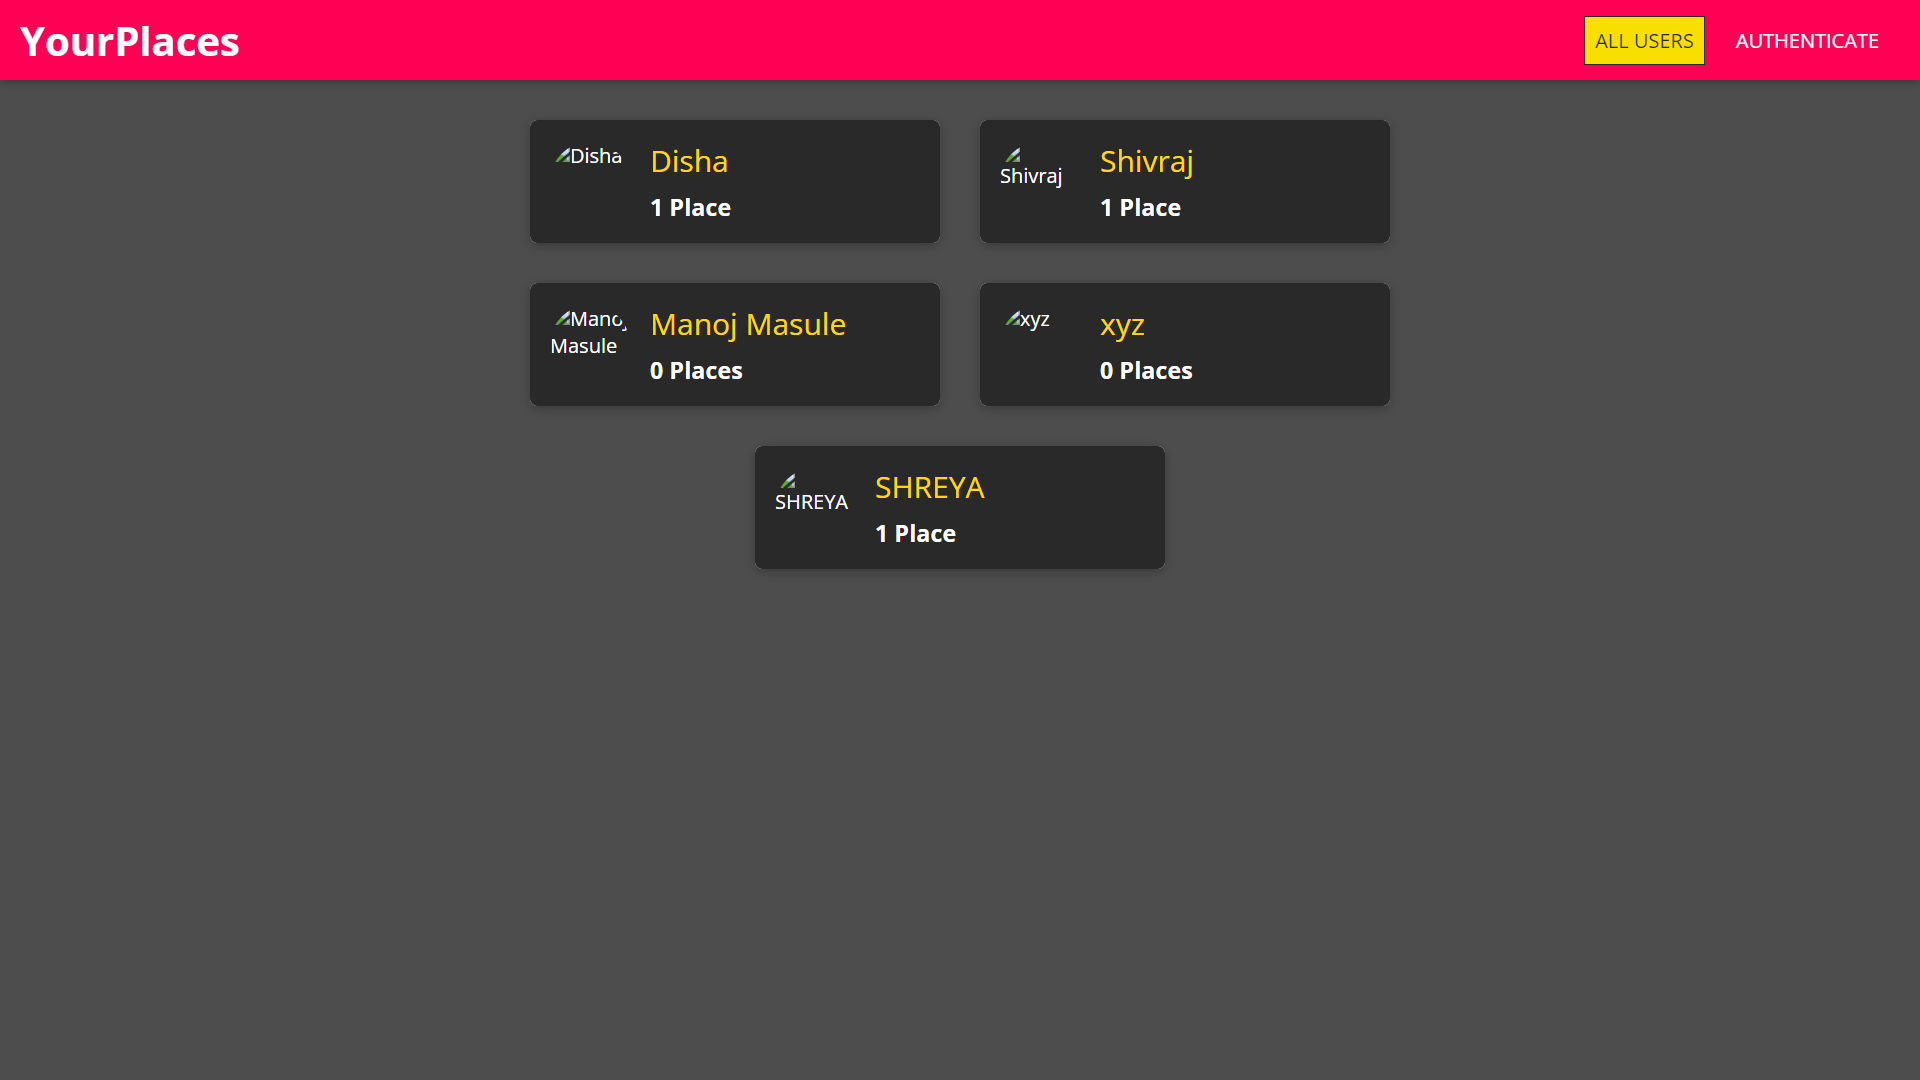 YourPlaces
ALL USERS
AUTHENTICATE
Disha
Disha
1 Place
Shivraj
Shivraj
1 Place
Manoj
Masule
Manoj Masule
0 Places
xyz
xyz
0 Places
SHREYA
SHREYA
1 Place